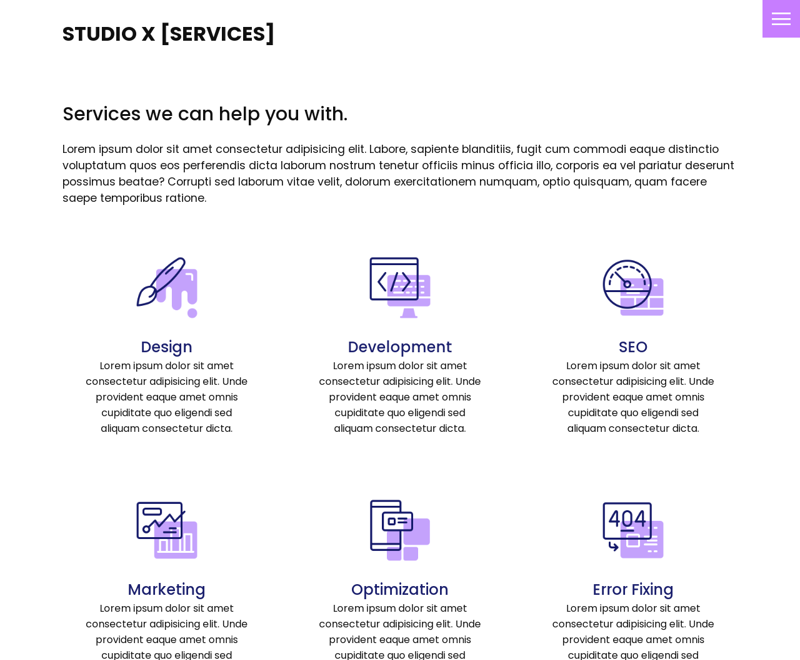 STUDIO X [SERVICES]
Services we can help you with.
Lorem ipsum dolor sit amet consectetur adipisicing elit. Labore, sapiente blanditiis, fugit cum commodi eaque distinctio
voluptatum quos eos perferendis dicta laborum nostrum tenetur officiis minus officia illo, corporis ea vel pariatur deserunt
possimus beatae? Corrupti sed laborum vitae velit, dolorum exercitationem numquam, optio quisquam, quam facere
saepe temporibus ratione.
Design
Lorem ipsum dolor sit amet
consectetur adipisicing elit. Unde
provident eaque amet omnis
cupiditate quo eligendi sed
aliquam consectetur dicta.
Development
Lorem ipsum dolor sit amet
consectetur adipisicing elit. Unde
provident eaque amet omnis
cupiditate quo eligendi sed
aliquam consectetur dicta.
SEO
Lorem ipsum dolor sit amet
consectetur adipisicing elit. Unde
provident eaque amet omnis
cupiditate quo eligendi sed
aliquam consectetur dicta.
Marketing
Lorem ipsum dolor sit amet
consectetur adipisicing elit. Unde
provident eaque amet omnis
cupiditate quo eligendi sed
Optimization
Lorem ipsum dolor sit amet
consectetur adipisicing elit. Unde
provident eaque amet omnis
cupiditate quo eligendi sed
404
Error Fixing
Lorem ipsum dolor sit amet
consectetur adipisicing elit. Unde
provident eaque amet omnis
cupiditate quo eligendi sed